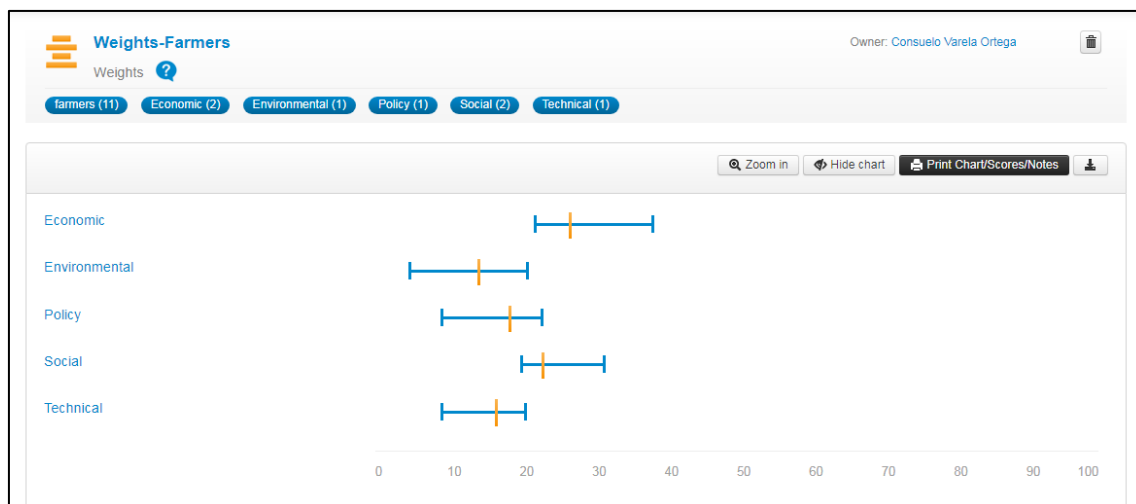 Weights-Farmers
Owner: Consuelo Varela Ortega
Weights ?
farmers (11) Economic (2) Environmental (1) Policy (1) Social (2) Technical (1)
Zoom in Hide chart Print Chart/Scores/Notes
Economic
Environmental
Policy
Social
Technical
0 10 20 30 40 50 60 70 80 90 100